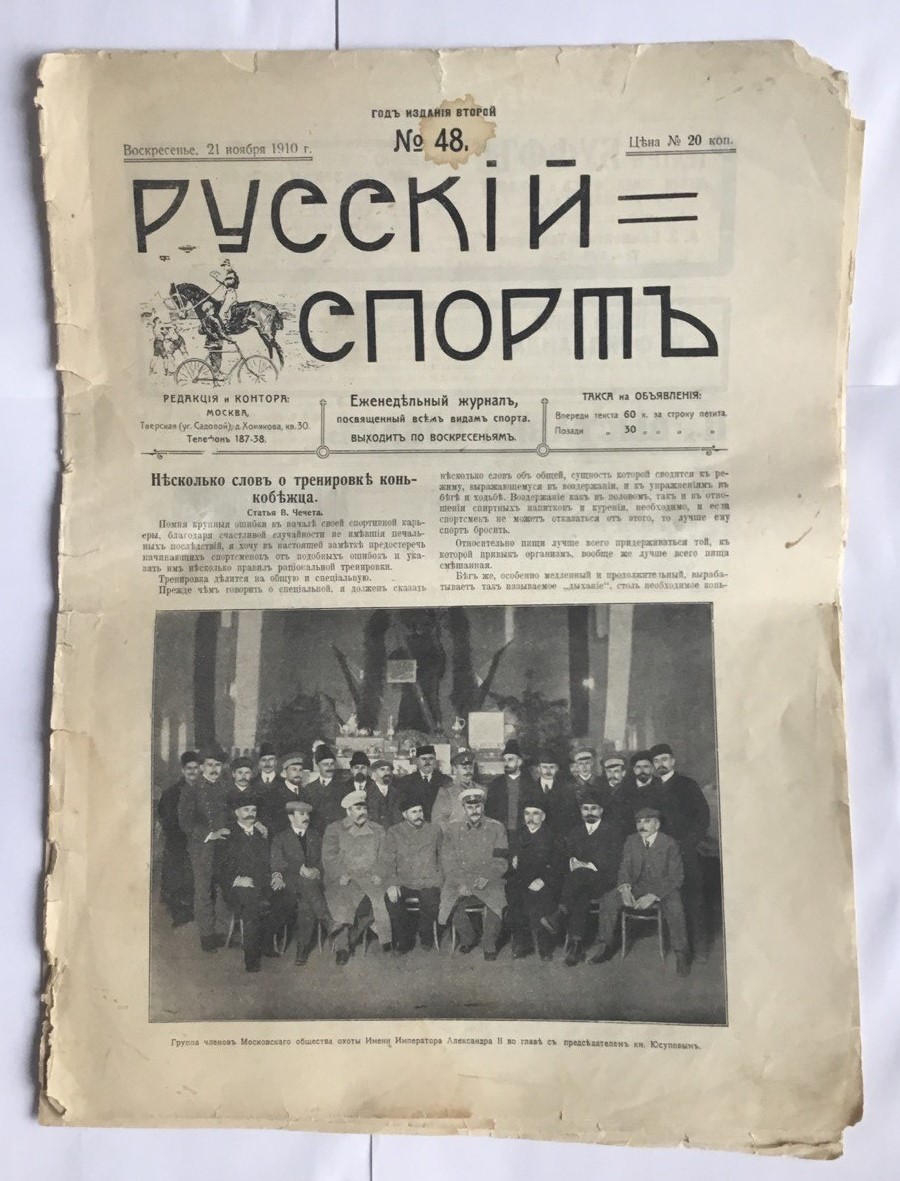 ГОДЪ ИЗДАНІЯ ВТОРОЙ
Воскресенье, 21 ноября 1910 г.
№ 48.
Цѣна № 20 коп.
РУССКІЙ
СПОРТЪ
РЕДАКЦІЯ и КОНТОРА:
МОСКВА,
Тверская (уг. Садовой), д. Хомякова, кв. 30.
Телефонъ 187-38.
Еженедѣльный журналъ,
посвященный всѣмъ видамъ спорта.
ВЫХОДИТЪ ПО ВОСКРЕСЕНЬЯМЪ.
ТАКСА на ОБЪЯВЛЕНІЯ:
Впереди текста 60 к. за строку петита.
Позади „ 30 „ „ „ „
Нѣсколько словъ о тренировкѣ конь-
кобѣжца.
Статья В. Чечета.
Помня крупныя ошибки въ началѣ своей спортивной карь-
еры, благодаря счастливой случайности не имѣвшія печаль-
ныхъ послѣдствій, я хочу въ настоящей замѣткѣ предостеречь
начинающихъ спортсменовъ отъ подобныхъ ошибокъ и ука-
зать имъ нѣсколько правилъ раціональной тренировки.
Тренировка дѣлится на общую и спеціальную.
Прежде чѣмъ говорить о спеціальной, я долженъ сказать
нѣсколько словъ объ общей, сущность которой сводится къ ре-
жиму, выражающемуся въ воздержаніи, и къ упражненіямъ въ
бѣгѣ и ходьбѣ. Воздержаніе какъ въ половомъ, такъ и въ отно-
шеніи спиртныхъ напитковъ и куренія, необходимо, и если
спортсменъ не можетъ отказаться отъ этого, то лучше ему
спортъ бросить.
Относительно пищи лучше всего придерживаться той, къ
которой привыкъ организмъ, вообще же лучше всего пища
смѣшанная.
Бѣгъ же, особенно медленный и продолжительный, выраба-
тываетъ такъ называемое „дыханіе“, столь необходимое конь-
Группа членовъ Московскаго общества охоты Имени Императора Александра II во главѣ съ предсѣдателемъ кн. Юсуповымъ.